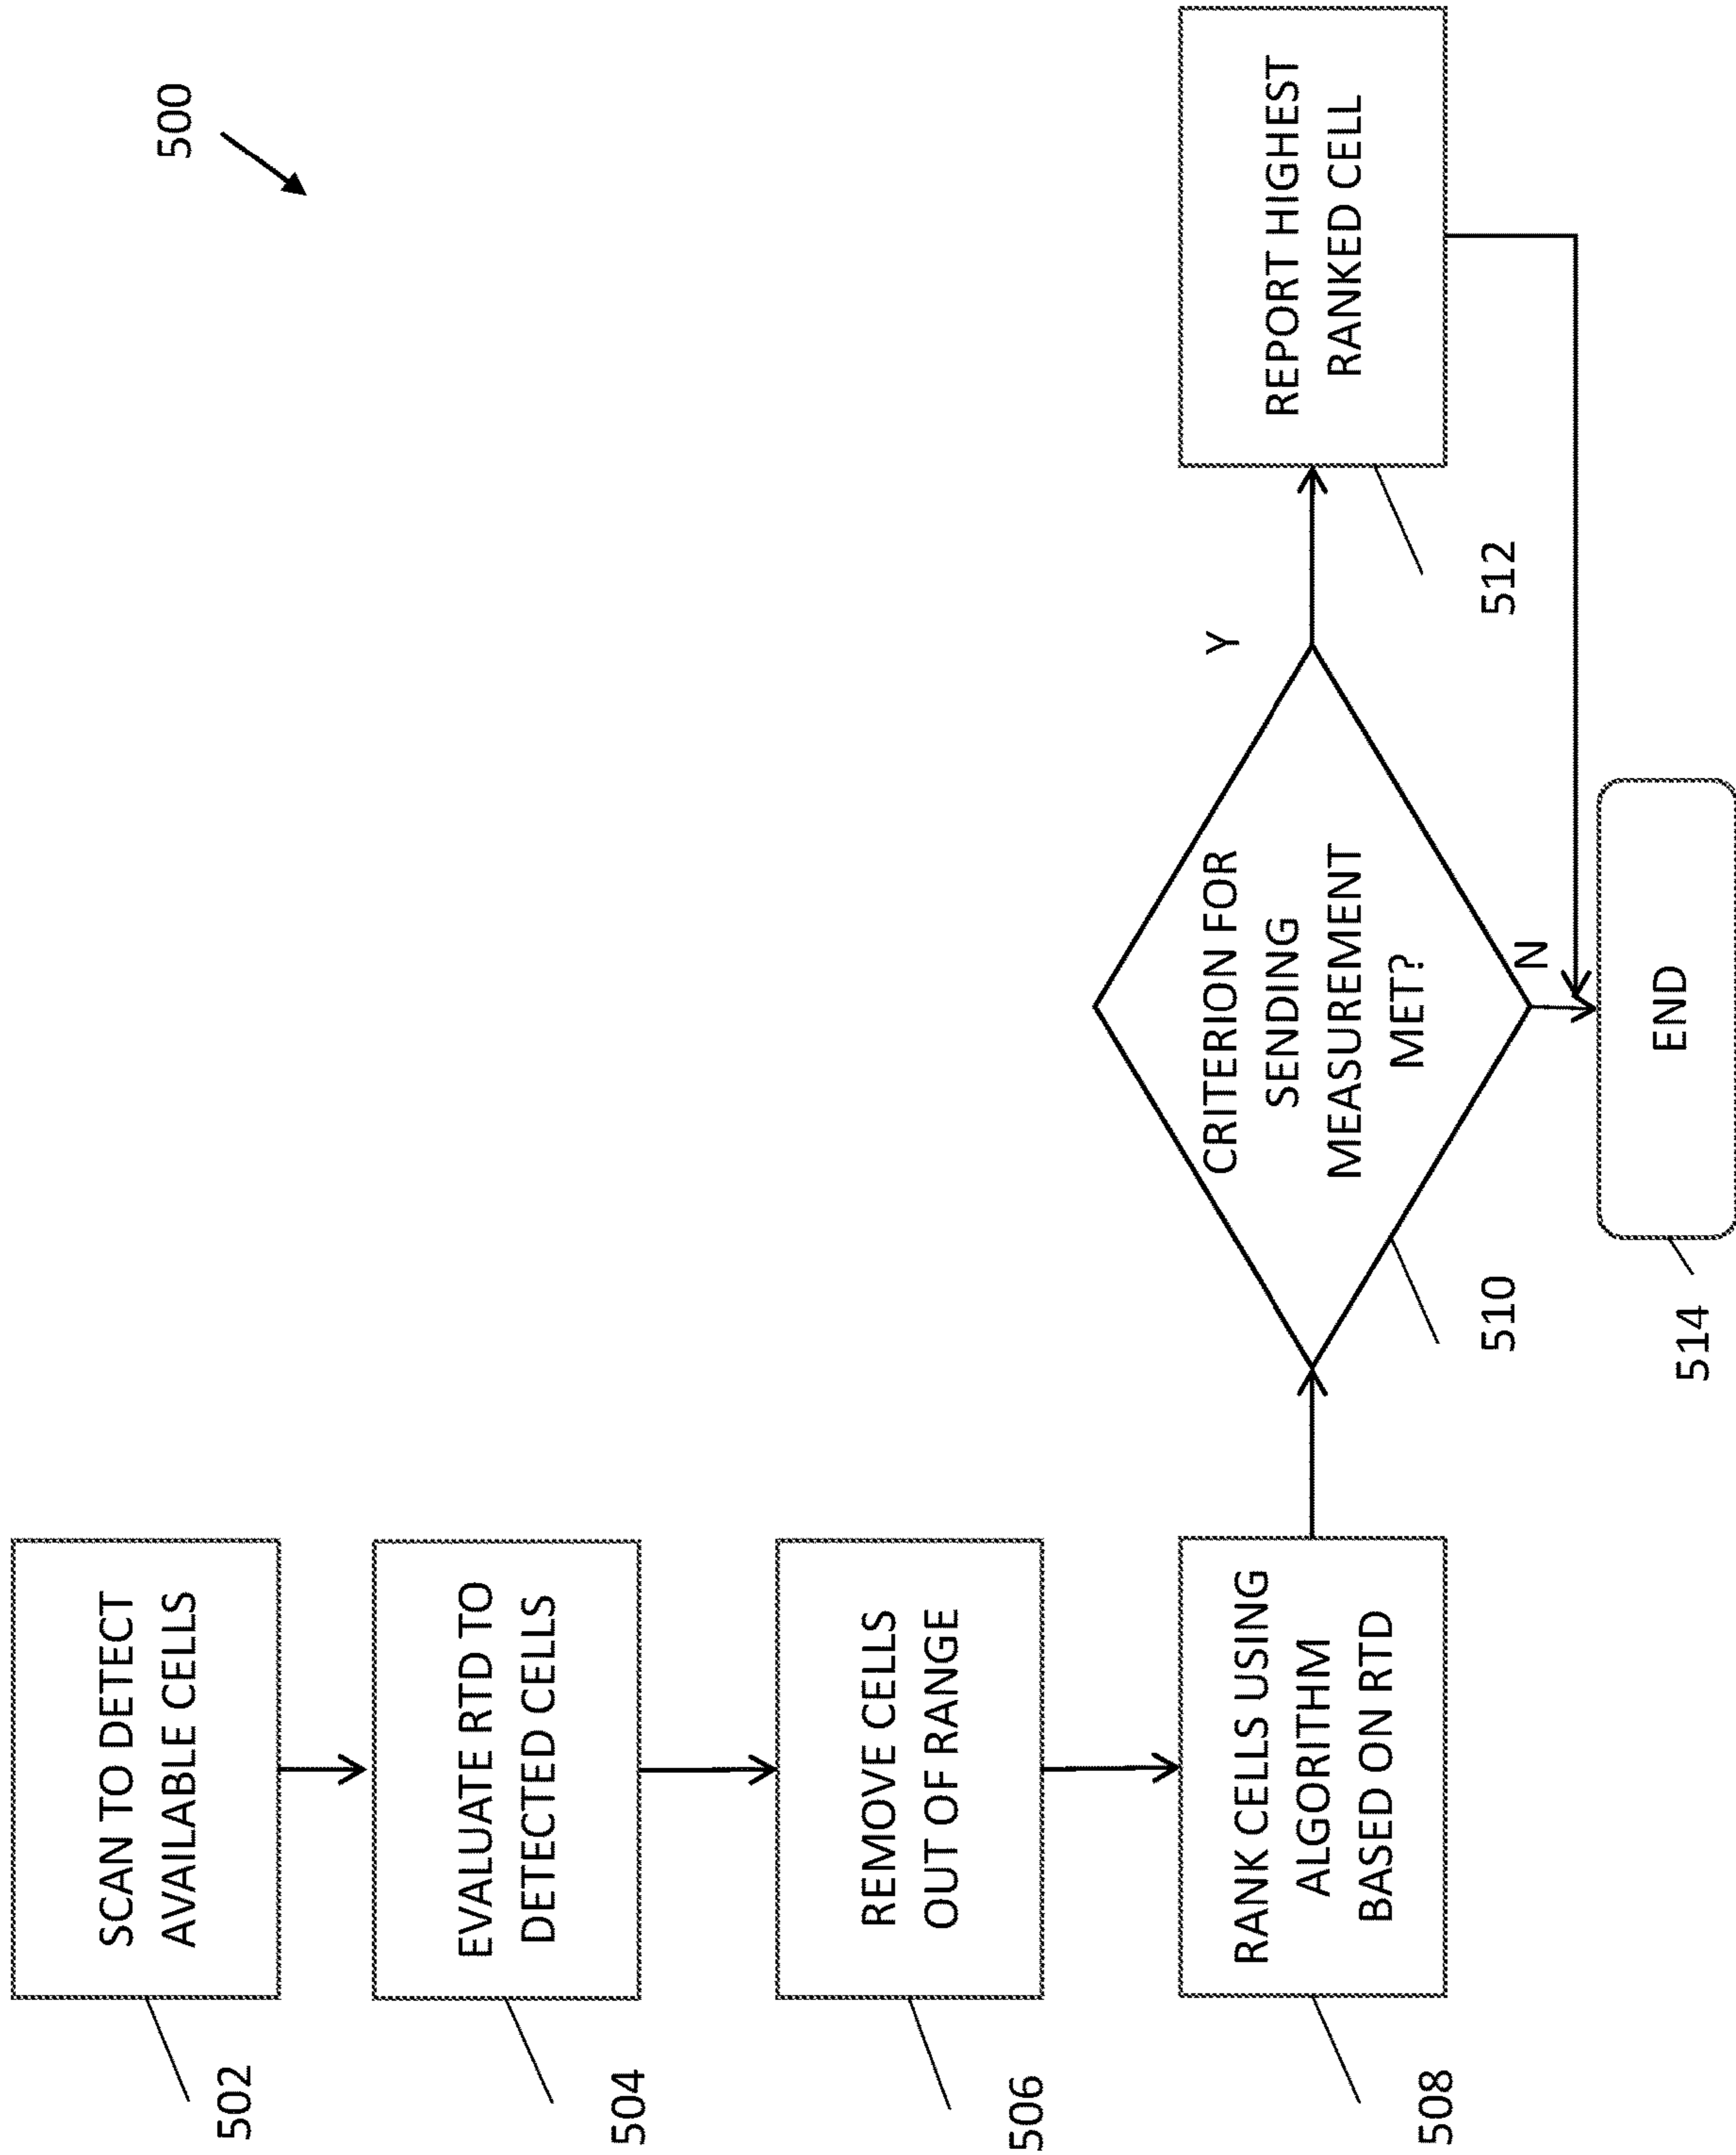 500
SCAN TO DETECT
AVAILABLE CELLS
502
EVALUATE RTD TO
DETECTED CELLS
504
REMOVE CELLS
OUT OF RANGE
506
RANK CELLS USING
ALGORITHM
BASED ON RTD
508
CRITERION FOR
SENDING
MEASUREMENT
MET?
510
Y
N
REPORT HIGHEST
RANKED CELL
512
END
514